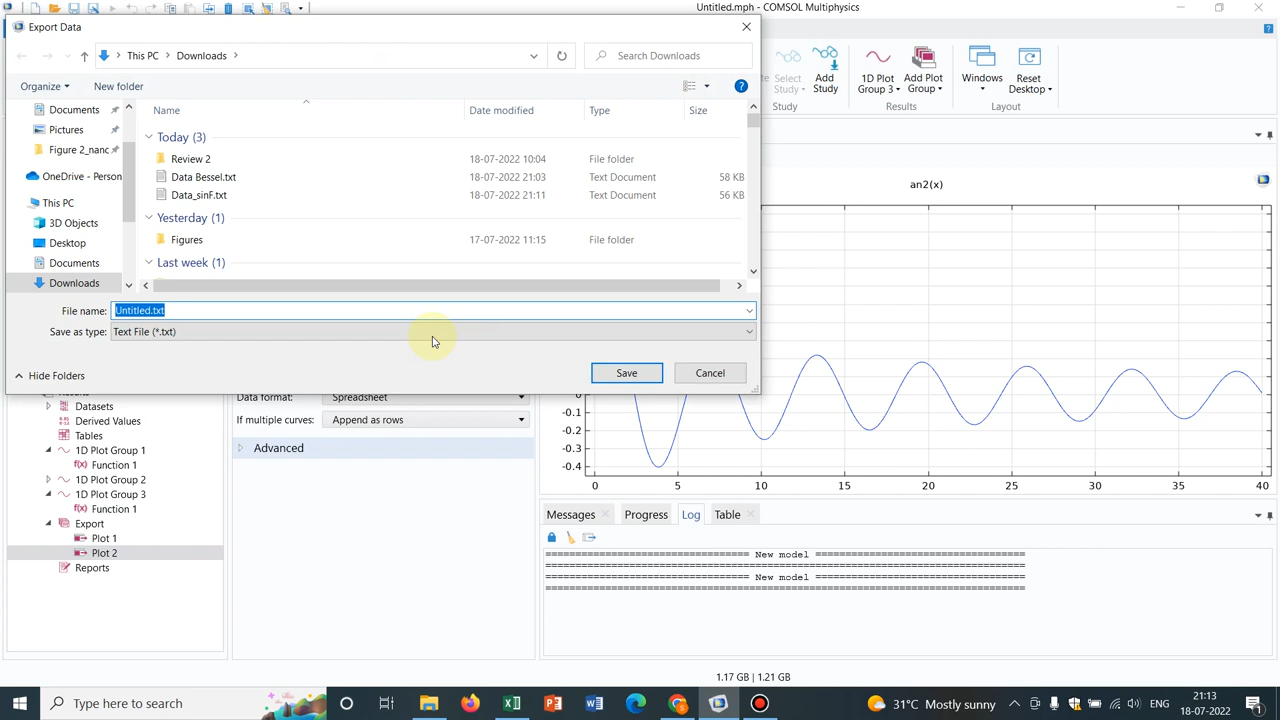 Untitled.mph - COMSOL Multiphysics
Export Data
This PC > Downloads >
Search Downloads
Organize
New folder
Select Study
Add Study
1D Plot Group 3
Add Plot Group
Windows
Reset Desktop
Study
Results
Layout
Name
Date modified
Type
Size
Documents
Pictures
Figure 2_nanc
OneDrive - Person
This PC
3D Objects
Desktop
Documents
Downloads
Today (3)
Review 2 18-07-2022 10:04 File folder
Data Bessel.txt 18-07-2022 21:03 Text Document 58 KB
Data_sinF.txt 18-07-2022 21:11 Text Document 56 KB
Yesterday (1)
Figures 17-07-2022 11:15 File folder
Last week (1)
File name: Untitled.txt
Save as type: Text File (*.txt)
Hide Folders
Save
Cancel
an2(x)
0
-0.1
-0.2
-0.3
-0.4
0 5 10 15 20 25 30 35 40
Datasets
Derived Values
Tables
1D Plot Group 1
f(x) Function 1
1D Plot Group 2
1D Plot Group 3
f(x) Function 1
Export
Plot 1
Plot 2
Reports
Data format: Spreadsheet
If multiple curves: Append as rows
Advanced
Messages
Progress
Log
Table
================================ New model =================================
============================================================================
================================ New model =================================
============================================================================
1.17 GB | 1.21 GB
Type here to search
31°C Mostly sunny
ENG
21:13
18-07-2022